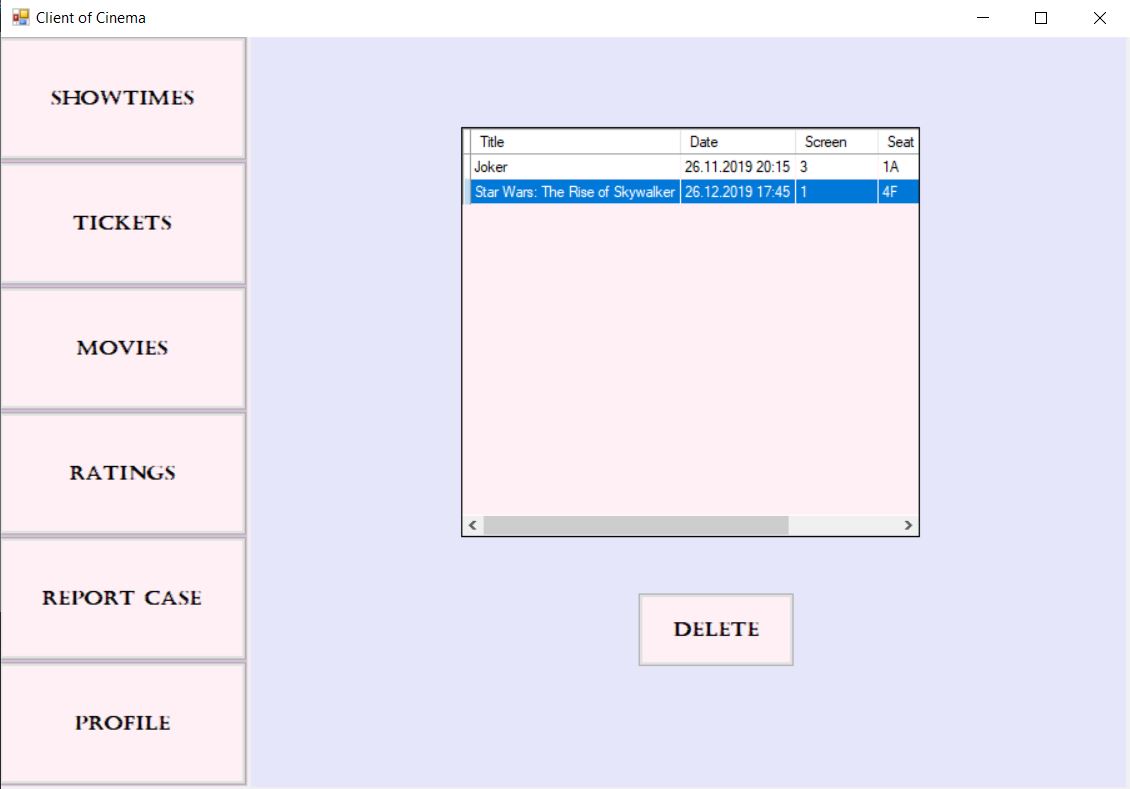 Client of Cinema
SHOWTIMES
TICKETS
MOVIES
RATINGS
REPORT CASE
PROFILE
Title Date Screen Seat
Joker 26.11.2019 20:15 3 1A
Star Wars: The Rise of Skywalker 26.12.2019 17:45 1 4F
DELETE